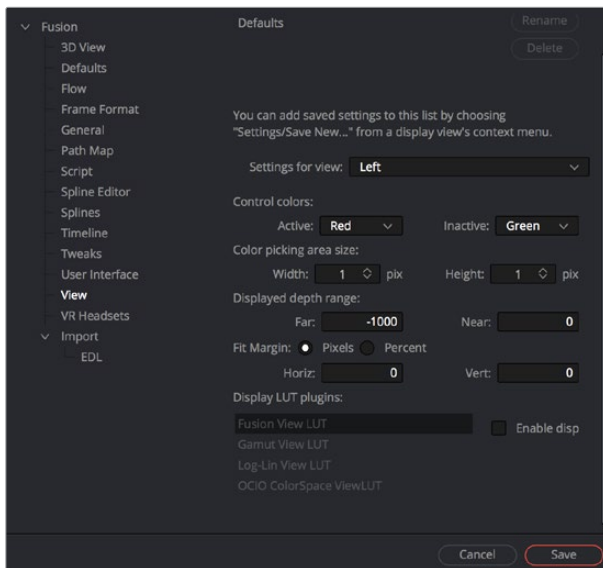 Fusion
3D View
Defaults
Flow
Frame Format
General
Path Map
Script
Spline Editor
Splines
Timeline
Tweaks
User Interface
View
VR Headsets
Import
EDL
Defaults
Rename
Delete
You can add saved settings to this list by choosing
"Settings/Save New..." from a display view's context menu.
Settings for view: Left
Control colors:
Active: Red Inactive: Green
Color picking area size:
Width: 1 pix Height: 1 pix
Displayed depth range:
Far: -1000 Near: 0
Fit Margin: Pixels Percent
Horiz: 0 Vert: 0
Display LUT plugins:
Fusion View LUT
Enable disp
Gamut View LUT
Log-Lin View LUT
OCIO ColorSpace ViewLUT
Cancel Save